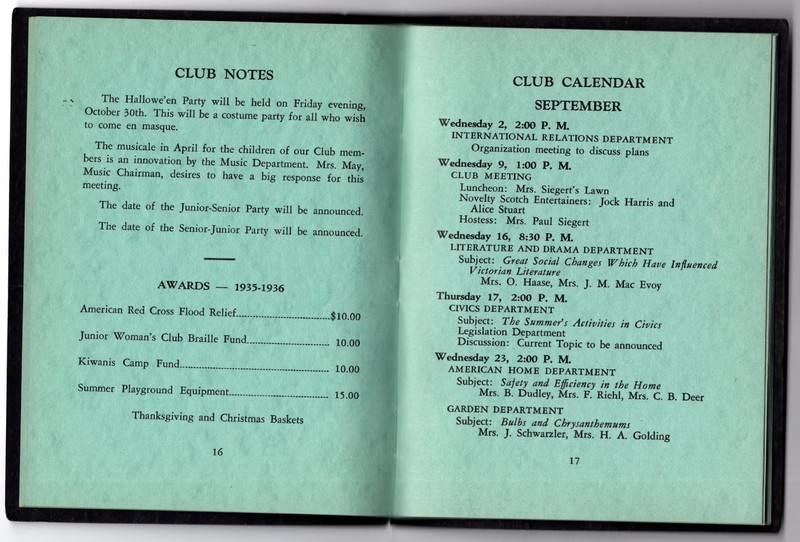 CLUB NOTES
The Hallowe'en Party will be held on Friday evening,
October 30th. This will be a costume party for all who wish
to come en masque.
The musicale in April for the children of our Club mem-
bers is an innovation by the Music Department. Mrs. May,
Music Chairman, desires to have a big response for this
meeting.
The date of the Junior-Senior Party will be announced.
The date of the Senior-Junior Party will be announced.
AWARDS — 1935-1936
American Red Cross Flood Relief..............................$10.00
Junior Woman's Club Braille Fund.......................... 10.00
Kiwanis Camp Fund.............................................. 10.00
Summer Playground Equipment............................... 15.00
Thanksgiving and Christmas Baskets
16
CLUB CALENDAR
SEPTEMBER
Wednesday 2, 2:00 P. M.
INTERNATIONAL RELATIONS DEPARTMENT
Organization meeting to discuss plans
Wednesday 9, 1:00 P. M.
CLUB MEETING
Luncheon: Mrs. Siegert's Lawn
Novelty Scotch Entertainers: Jock Harris and
Alice Stuart
Hostess: Mrs. Paul Siegert
Wednesday 16, 8:30 P. M.
LITERATURE AND DRAMA DEPARTMENT
Subject: Great Social Changes Which Have Influenced
Victorian Literature
Mrs. O. Haase, Mrs. J. M. Mac Evoy
Thursday 17, 2:00 P. M.
CIVICS DEPARTMENT
Subject: The Summer's Activities in Civics
Legislation Department
Discussion: Current Topic to be announced
Wednesday 23, 2:00 P. M.
AMERICAN HOME DEPARTMENT
Subject: Safety and Efficiency in the Home
Mrs. B. Dudley, Mrs. F. Riehl, Mrs. C. B. Deer
GARDEN DEPARTMENT
Subject: Bulbs and Chrysanthemums
Mrs. J. Schwarzler, Mrs. H. A. Golding
17